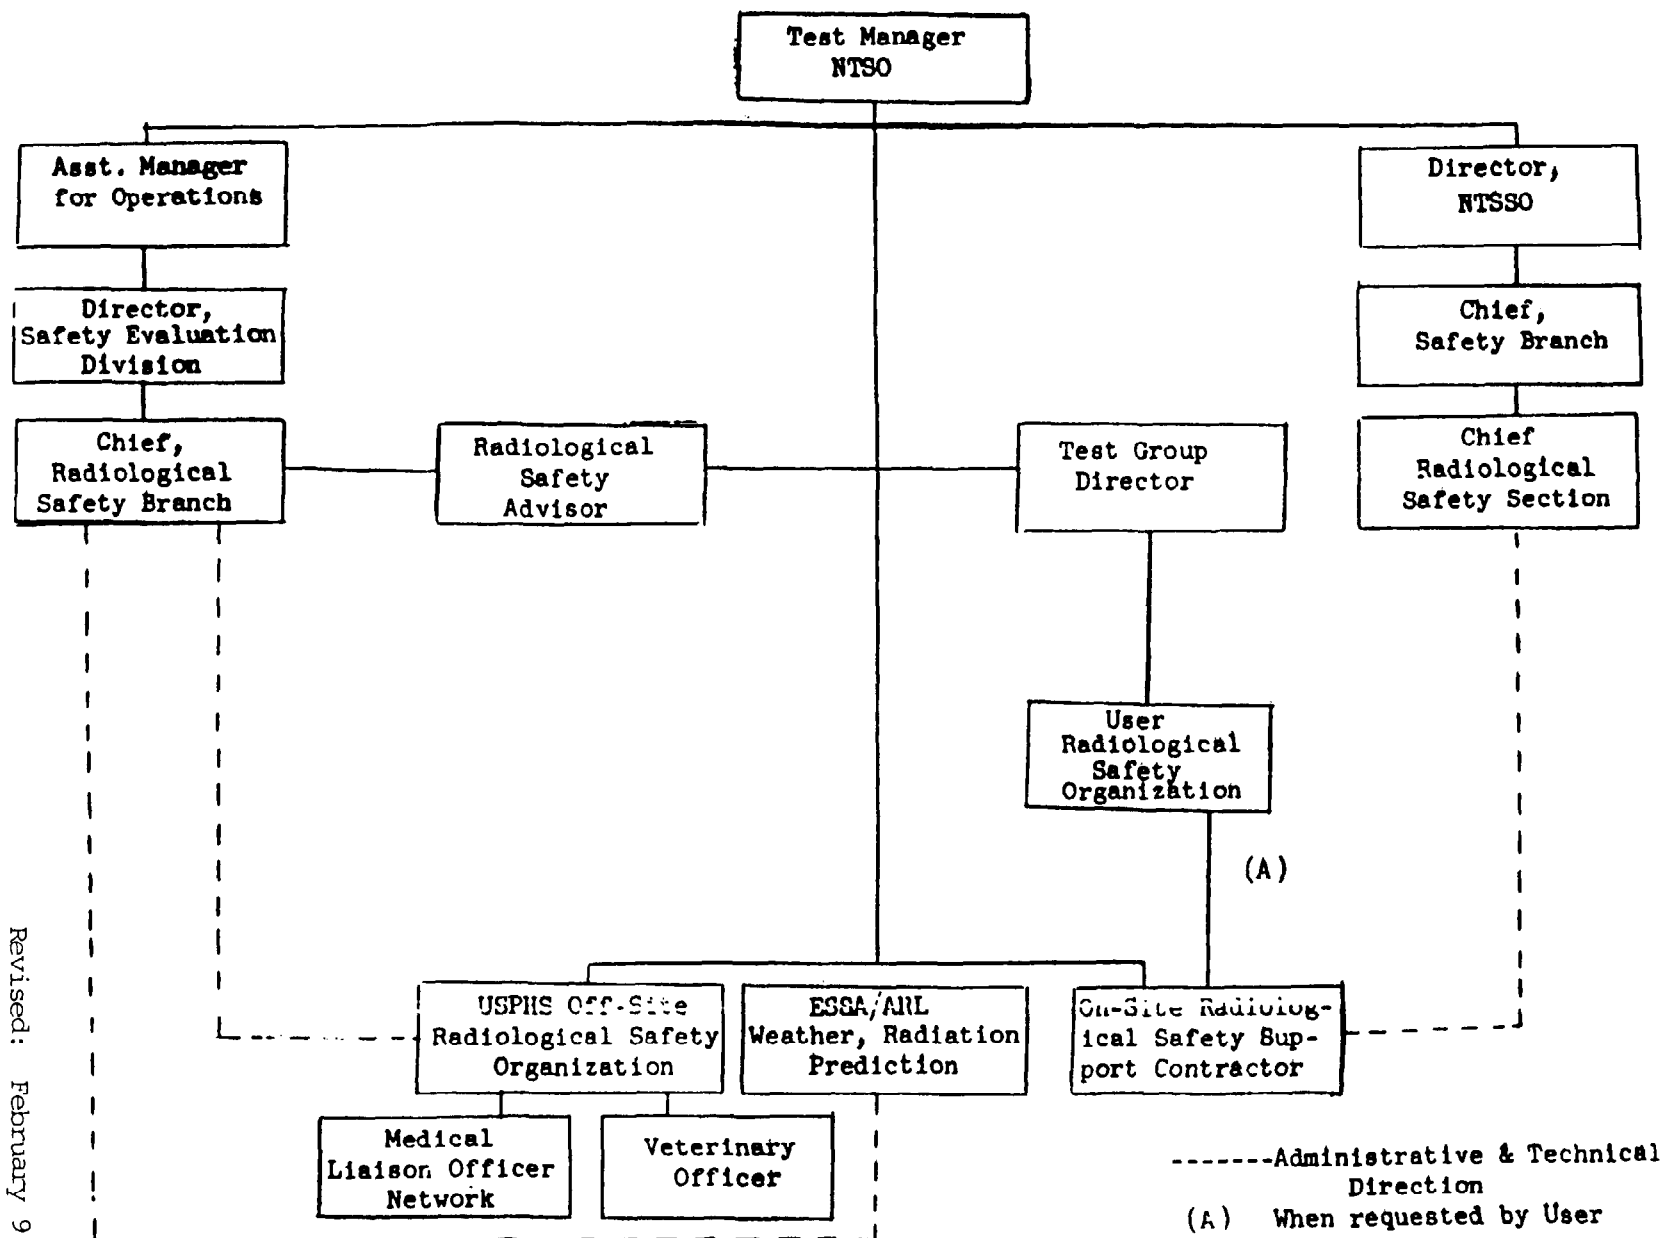 Test Manager
NTSO
Asst. Manager
for Operations
Director,
NTSSO
Director,
Safety Evaluation
Division
Chief,
Safety Branch
Chief,
Radiological
Safety Branch
Radiological
Safety
Advisor
Test Group
Director
Chief
Radiological
Safety Section
User
Radiological
Safety
Organization
(A)
USPHS Off-Site
Radiological Safety
Organization
ESSA/ARL
Weather, Radiation
Prediction
On-Site Radiolog-
ical Safety Sup-
port Contractor
Medical
Liaison Officer
Network
Veterinary
Officer
-------Administrative & Technical
Direction
(A) When requested by User
Revised: February 9